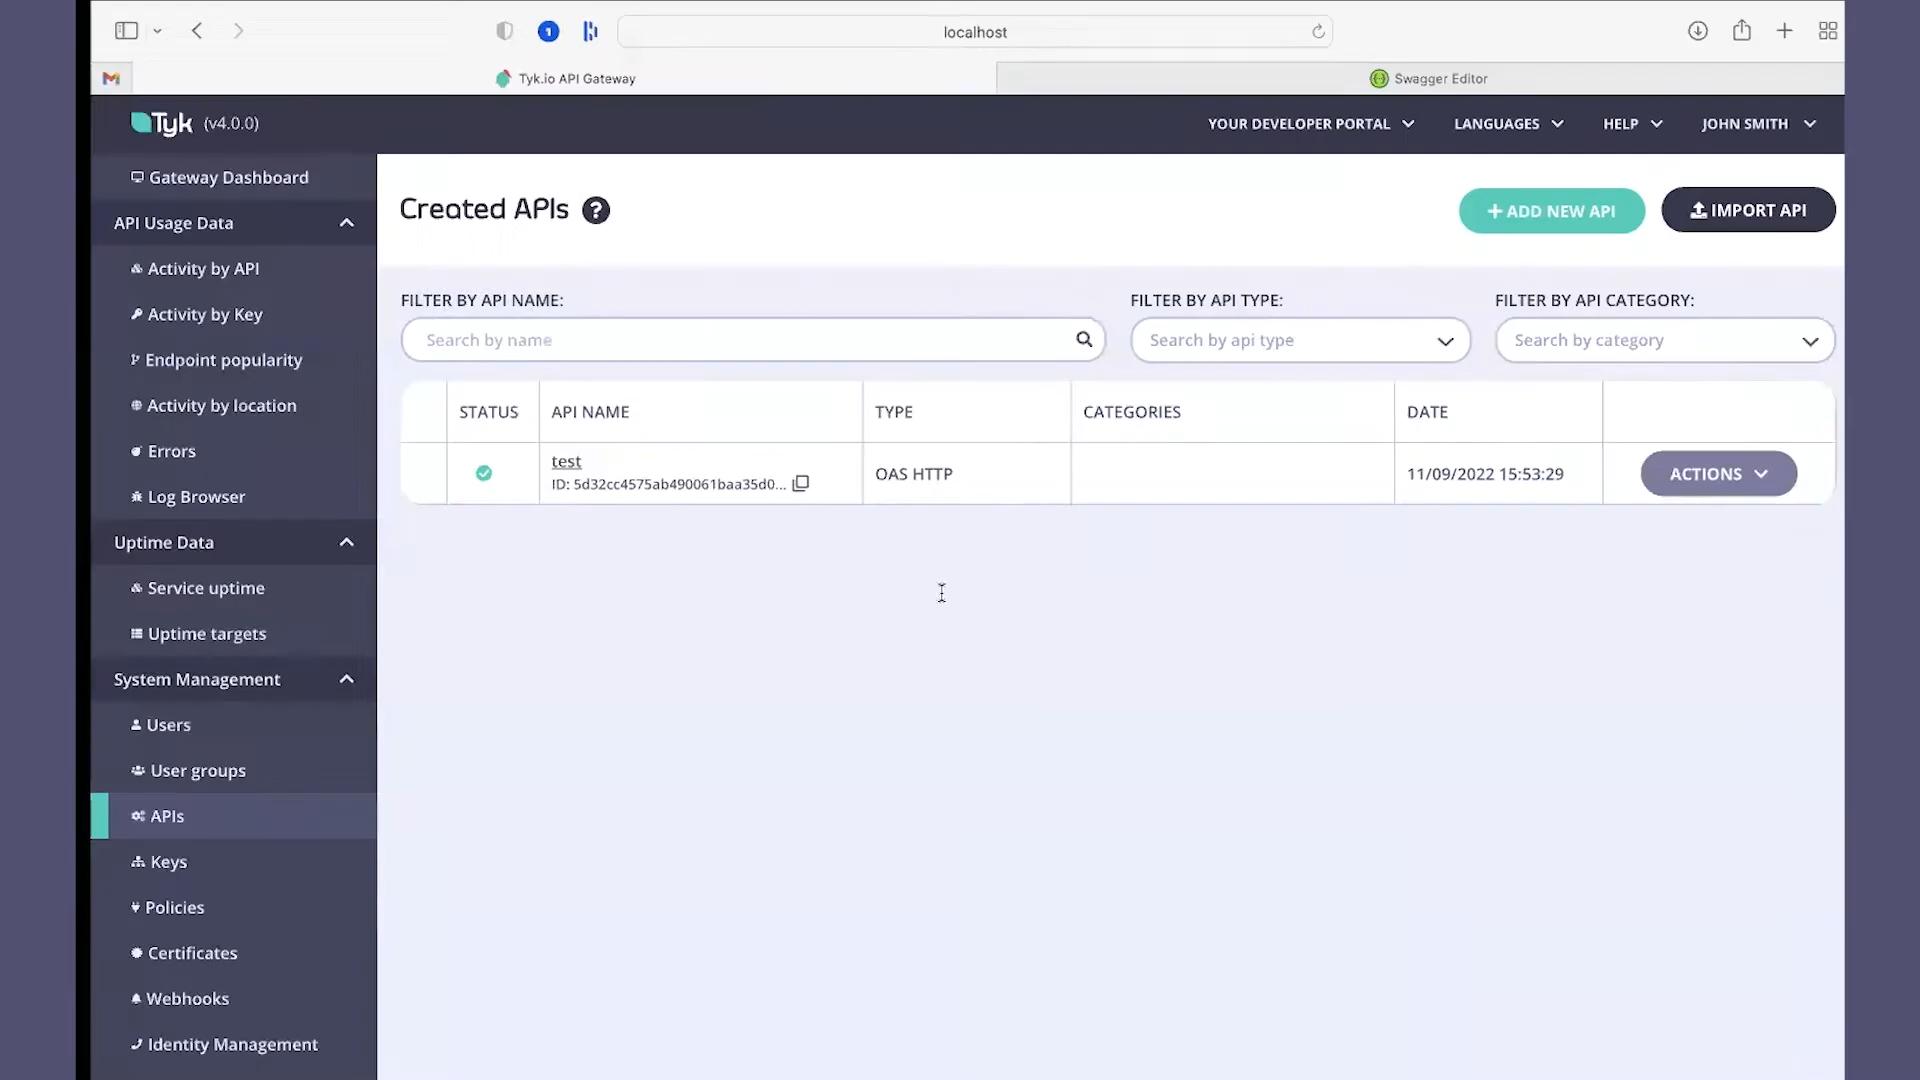 localhost
Tyk.io API Gateway
Swagger Editor
Tyk (v4.0.0)
YOUR DEVELOPER PORTAL
LANGUAGES
HELP
JOHN SMITH
Gateway Dashboard
API Usage Data
Activity by API
Activity by Key
Endpoint popularity
Activity by location
Errors
Log Browser
Uptime Data
Service uptime
Uptime targets
System Management
Users
User groups
APIs
Keys
Policies
Certificates
Webhooks
Identity Management
Created APIs ?
+ ADD NEW API
IMPORT API
FILTER BY API NAME:
FILTER BY API TYPE:
FILTER BY API CATEGORY:
Search by name
Search by api type
Search by category
STATUS
API NAME
TYPE
CATEGORIES
DATE
test
ID: 5d32cc4575ab490061baa35d0...
OAS HTTP
11/09/2022 15:53:29
ACTIONS